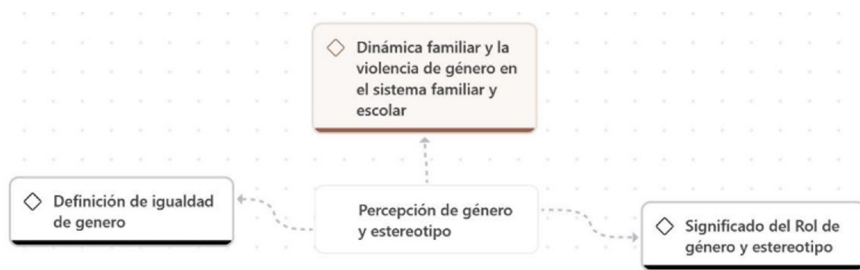 Dinámica familiar y la
violencia de género en
el sistema familiar y
escolar
Definición de igualdad
de genero
Percepción de género
y estereotipo
Significado del Rol de
género y estereotipo